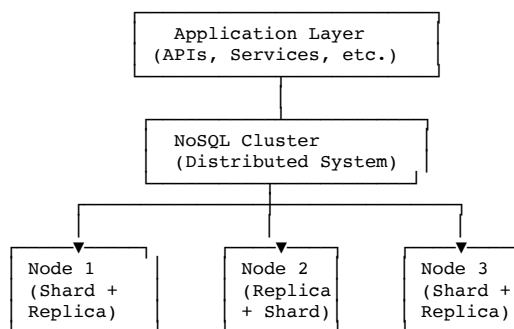 Application Layer
(APIs, Services, etc.)
NoSQL Cluster
(Distributed System)
Node 1
(Shard +
Replica)
Node 2
(Replica
+ Shard)
Node 3
(Shard +
Replica)